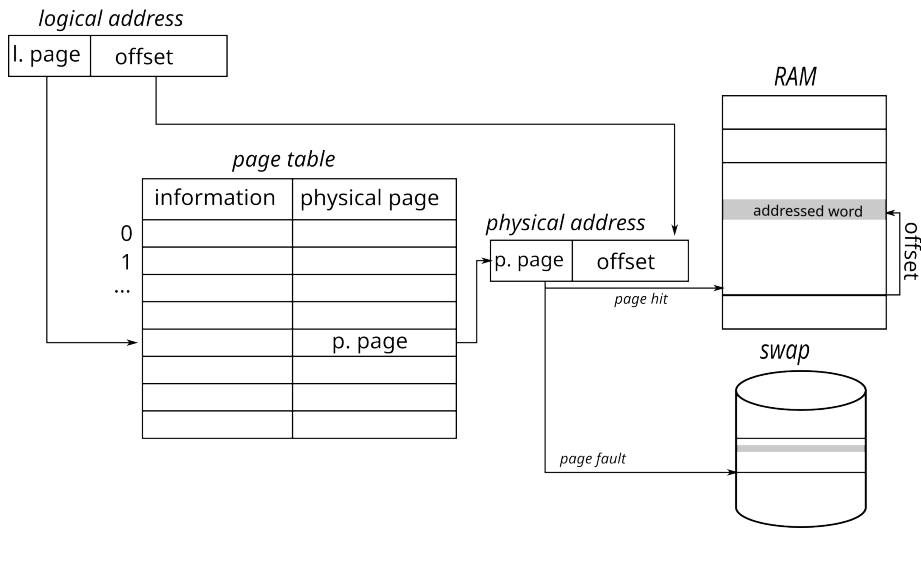 logical address
l. page offset
RAM
page table
information physical page
addressed word
physical address
0
offset
1
p. page offset
...
page hit
p. page
swap
page fault